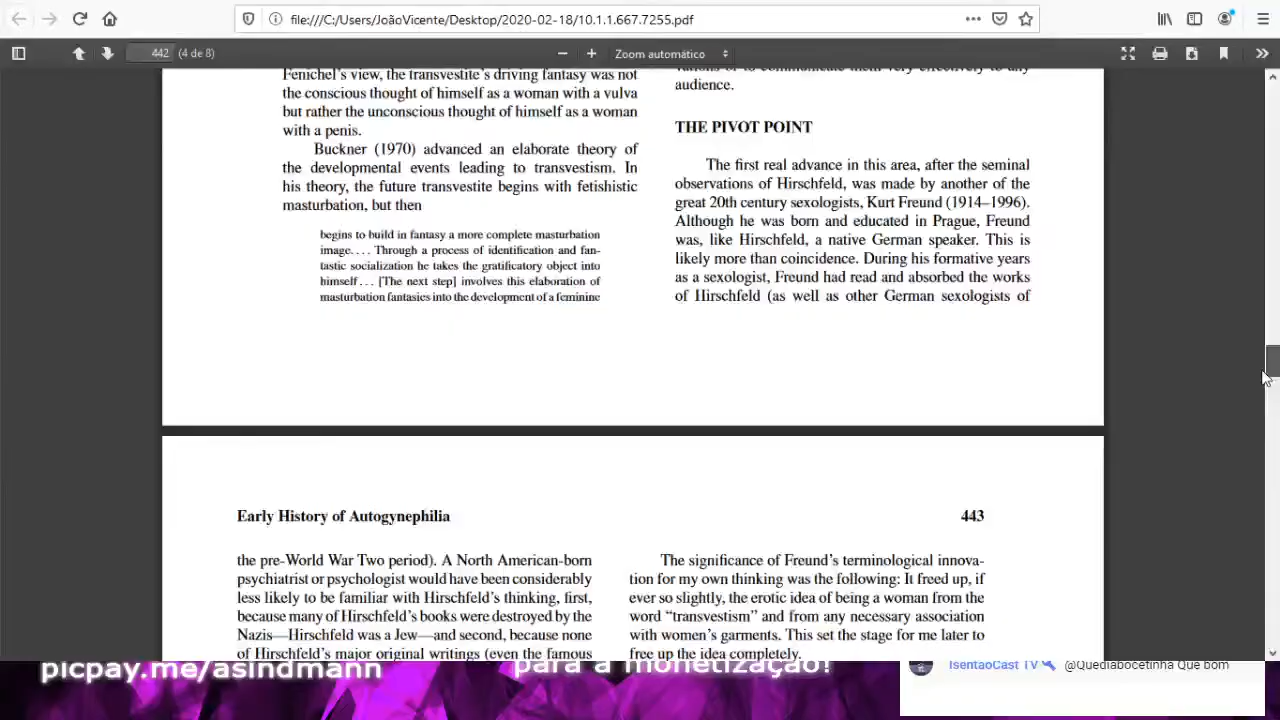 file:///C:/Users/JoãoVicente/Desktop/2020-02-18/10.1.1.667.7255.pdf
442 (4 de 8)
Zoom automático
Fenichel's view, the transvestite's driving fantasy was not
the conscious thought of himself as a woman with a vulva
but rather the unconscious thought of himself as a woman
with a penis.
Buckner (1970) advanced an elaborate theory of
the developmental events leading to transvestism. In
his theory, the future transvestite begins with fetishistic
masturbation, but then
begins to build in fantasy a more complete masturbation
image. . . . Through a process of identification and fan-
tastic socialization he takes the gratificatory object into
himself . . . [The next step] involves this elaboration of
masturbation fantasies into the development of a feminine
vations or to communicate them very effectively to any
audience.
THE PIVOT POINT
The first real advance in this area, after the seminal
observations of Hirschfeld, was made by another of the
great 20th century sexologists, Kurt Freund (1914–1996).
Although he was born and educated in Prague, Freund
was, like Hirschfeld, a native German speaker. This is
likely more than coincidence. During his formative years
as a sexologist, Freund had read and absorbed the works
of Hirschfeld (as well as other German sexologists of
Early History of Autogynephilia
443
the pre-World War Two period). A North American-born
psychiatrist or psychologist would have been considerably
less likely to be familiar with Hirschfeld's thinking, first,
because many of Hirschfeld's books were destroyed by the
Nazis—Hirschfeld was a Jew—and second, because none
of Hirschfeld's major original writings (even the famous
The significance of Freund's terminological innova-
tion for my own thinking was the following: It freed up, if
ever so slightly, the erotic idea of being a woman from the
word “transvestism” and from any necessary association
with women's garments. This set the stage for me later to
free up the idea completely.
picpay.me/asindmann
para a monetização!
IsentaoCast TV @Quediabocetinha Que bom